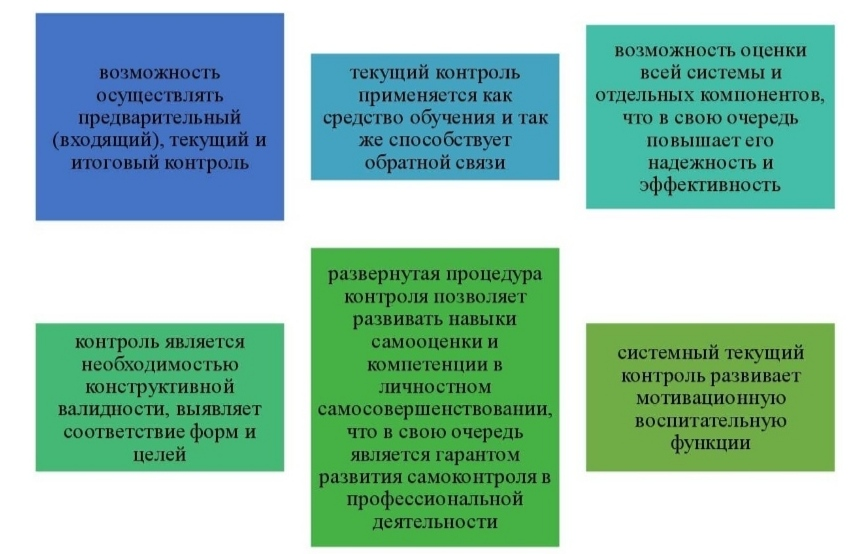 возможность
осуществлять
предварительный
(входящий), текущий и
итоговый контроль
текущий контроль
применяется как
средство обучения и так
же способствует
обратной связи
возможность оценки
всей системы и
отдельных компонентов,
что в свою очередь
повышает его
надежность и
эффективность
контроль является
необходимостью
конструктивной
валидности, выявляет
соответствие форм и
целей
развернутая процедура
контроля позволяет
развивать навыки
самооценки и
компетенции в
личностном
самосовершенствовании,
что в свою очередь
является гарантом
развития самоконтроля в
профессиональной
деятельности
системный текущий
контроль развивает
мотивационную
воспитательную
функции